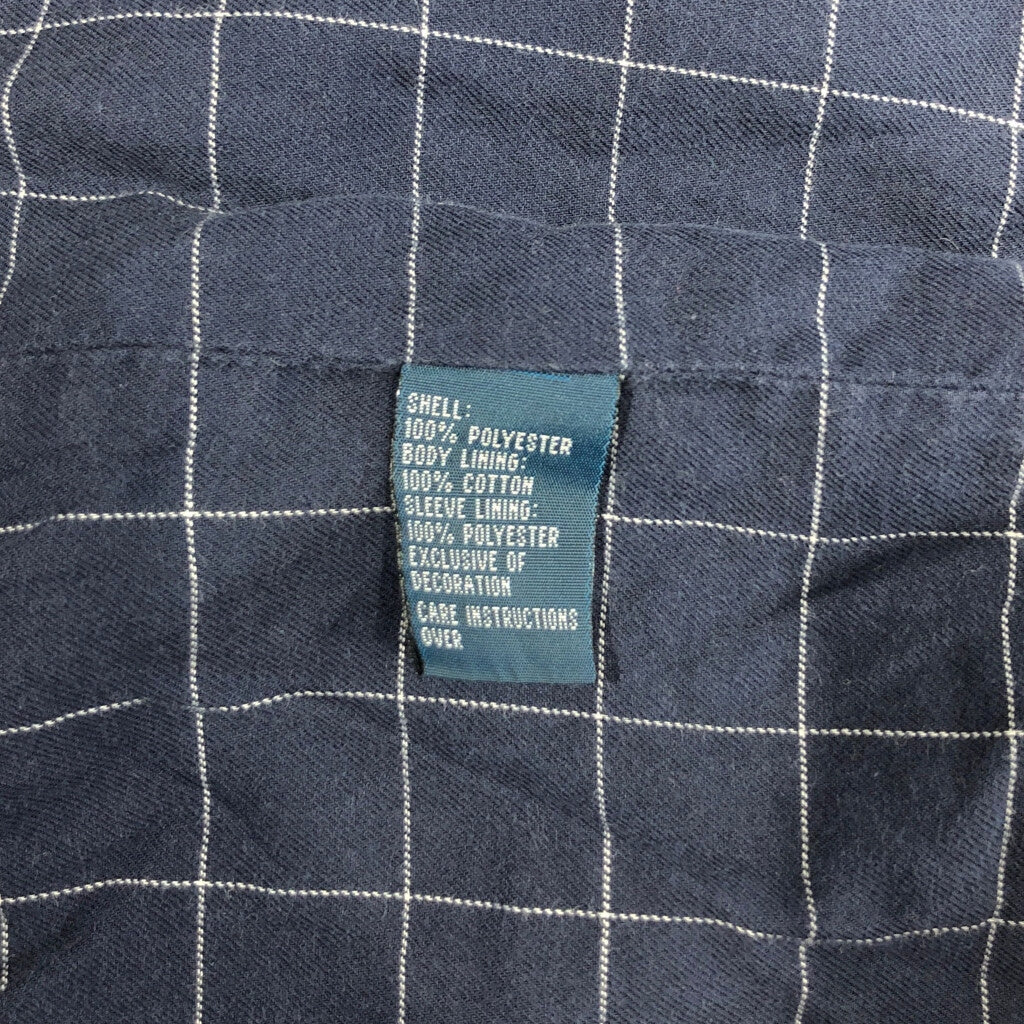 SHELL:
100% POLYESTER
BODY LINING:
100% COTTON
SLEEVE LINING:
100% POLYESTER
EXCLUSIVE OF
DECORATION
CARE INSTRUCTIONS
OVER